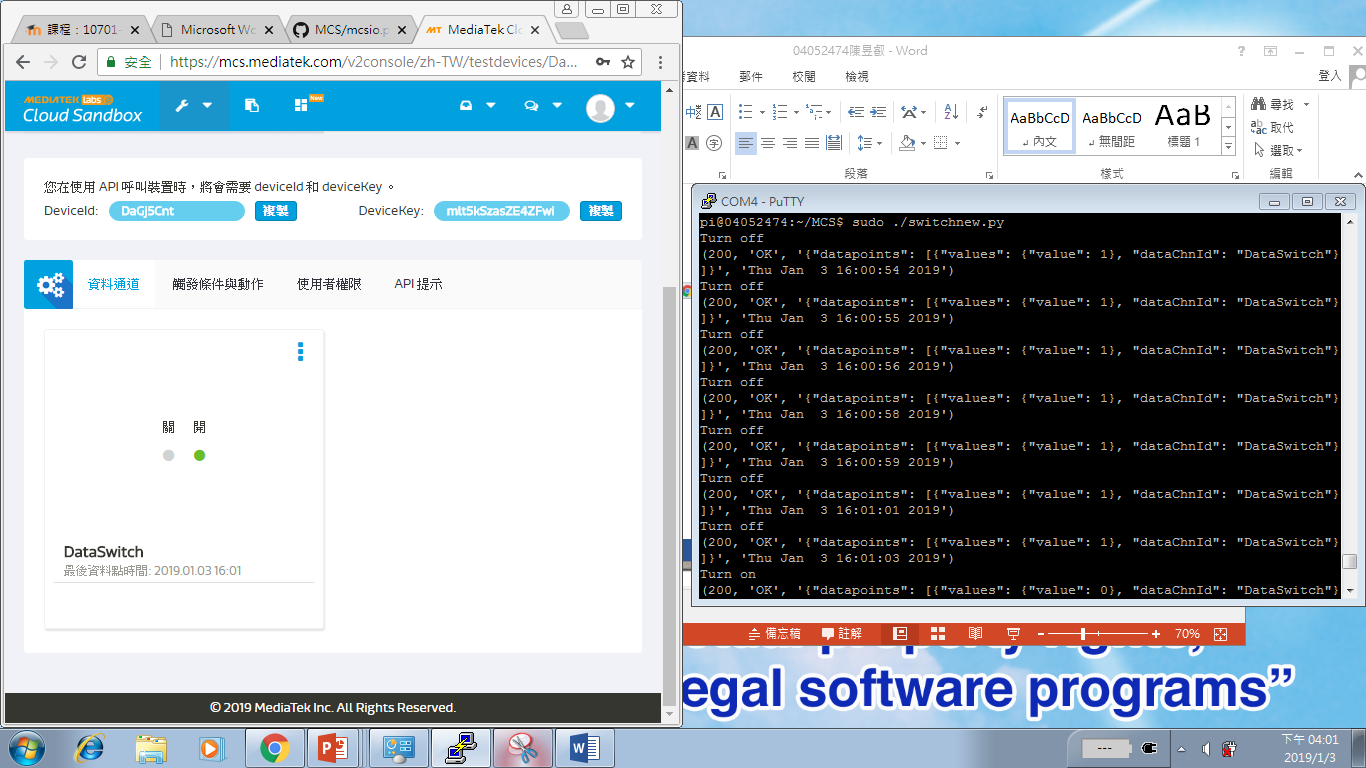 課程：10701-
Microsoft Wo
MCS/mcsio.p
MediaTek Clo
安全
https://mcs.mediatek.com/v2console/zh-TW/testdevices/Da...
MEDIATEK labs
Cloud Sandbox
New
您在使用 API 呼叫裝置時，將會需要 deviceId 和 deviceKey 。
DeviceId: DaGJ5Cnt 複製 DeviceKey: mlt5kSzasZE4ZFwi 複製
資料通道 觸發條件與動作 使用者權限 API 提示
關 開
DataSwitch
最後資料點時間: 2019.01.03 16:01
© 2019 MediaTek Inc. All Rights Reserved.
04052474陳昱叡 - Word
資料 郵件 校閱 檢視 登入
AaBbCcD AaBbCcD AaB
內文 無間距 標題 1
尋找
取代
選取
段落 樣式 編輯
COM4 - PuTTY
pi@04052474:~/MCS$ sudo ./switchnew.py
Turn off
(200, 'OK', '{"datapoints": [{"values": {"value": 1}, "dataChnId": "DataSwitch"}
]}', 'Thu Jan  3 16:00:54 2019')
Turn off
(200, 'OK', '{"datapoints": [{"values": {"value": 1}, "dataChnId": "DataSwitch"}
]}', 'Thu Jan  3 16:00:55 2019')
Turn off
(200, 'OK', '{"datapoints": [{"values": {"value": 1}, "dataChnId": "DataSwitch"}
]}', 'Thu Jan  3 16:00:56 2019')
Turn off
(200, 'OK', '{"datapoints": [{"values": {"value": 1}, "dataChnId": "DataSwitch"}
]}', 'Thu Jan  3 16:00:58 2019')
Turn off
(200, 'OK', '{"datapoints": [{"values": {"value": 1}, "dataChnId": "DataSwitch"}
]}', 'Thu Jan  3 16:00:59 2019')
Turn off
(200, 'OK', '{"datapoints": [{"values": {"value": 1}, "dataChnId": "DataSwitch"}
]}', 'Thu Jan  3 16:01:01 2019')
Turn off
(200, 'OK', '{"datapoints": [{"values": {"value": 1}, "dataChnId": "DataSwitch"}
]}', 'Thu Jan  3 16:01:03 2019')
Turn on
(200, 'OK', '{"datapoints": [{"values": {"value": 0}, "dataChnId": "DataSwitch"}
備忘稿 註解 70%
egal software programs”
下午 04:01
2019/1/3